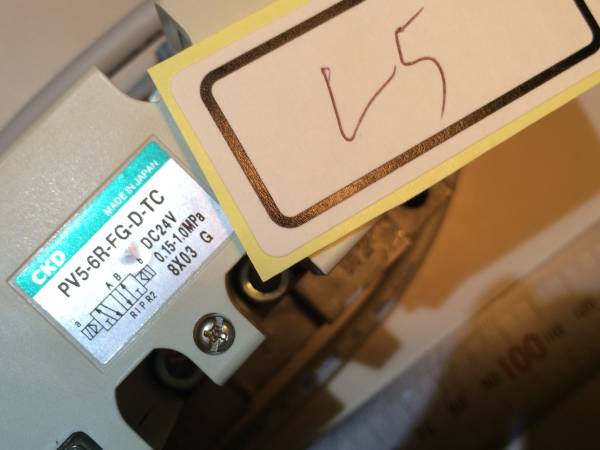 L5
CKD
MADE IN JAPAN
PV5-6R-FG-D-TC
DC24V
0.15-1.0MPa
8X03 G
a
A B
b
R1 P R2
100